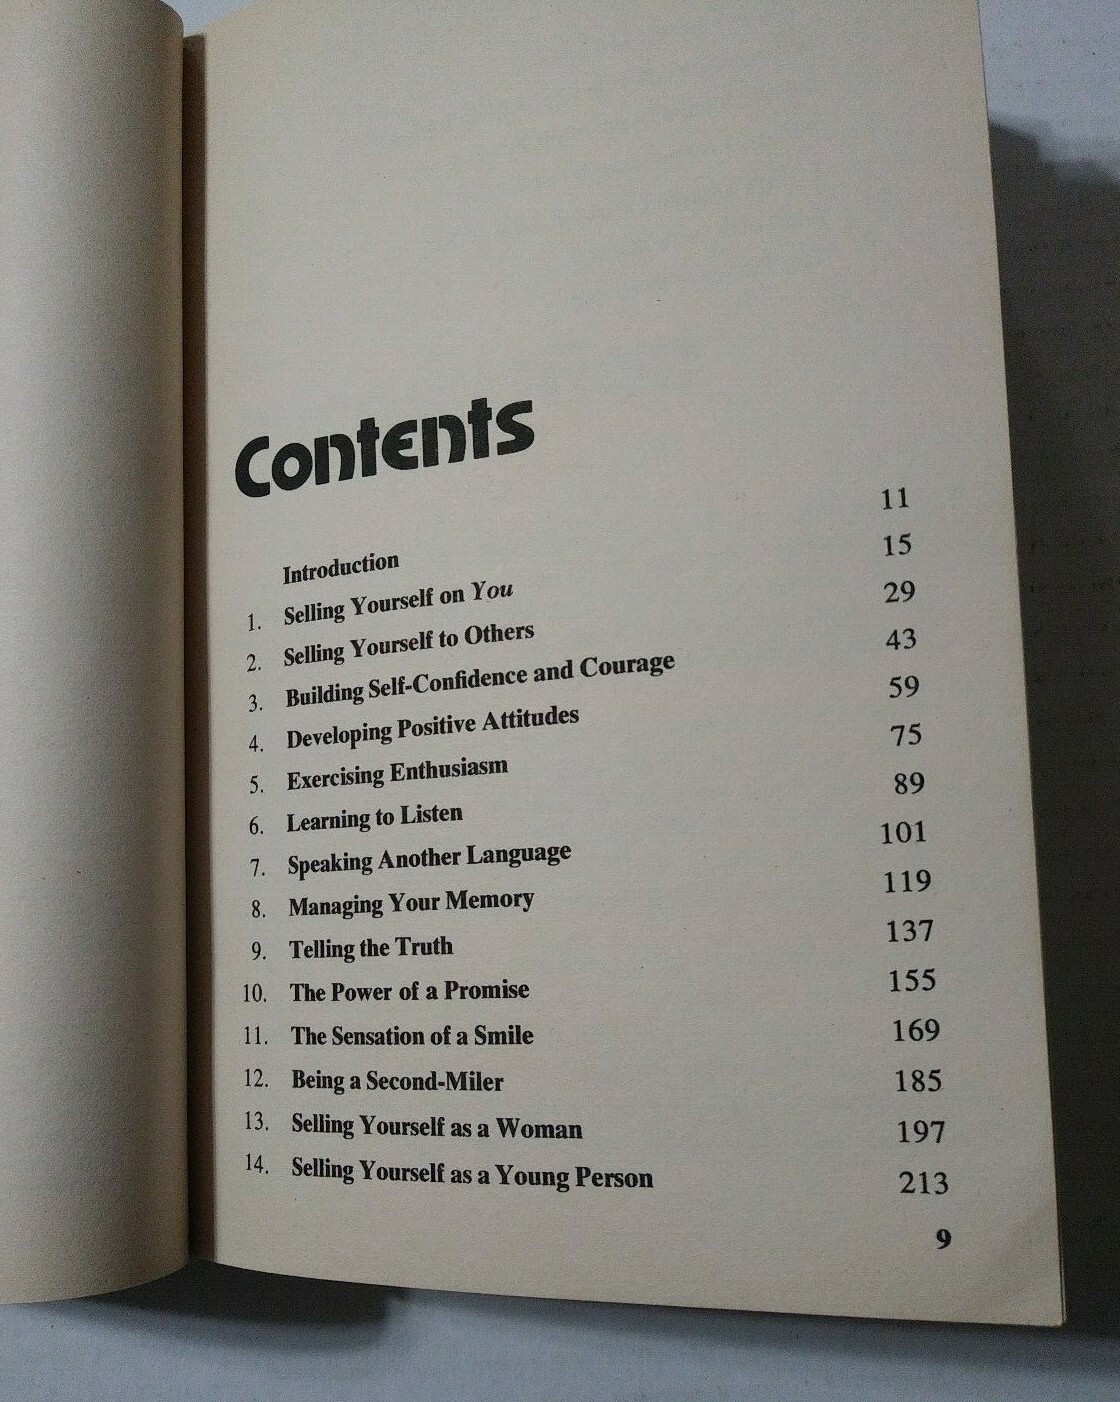 Contents
Introduction 11
1. Selling Yourself on You 15
2. Selling Yourself to Others 29
3. Building Self-Confidence and Courage 43
4. Developing Positive Attitudes 59
5. Exercising Enthusiasm 75
6. Learning to Listen 89
7. Speaking Another Language 101
8. Managing Your Memory 119
9. Telling the Truth 137
10. The Power of a Promise 155
11. The Sensation of a Smile 169
12. Being a Second-Miler 185
13. Selling Yourself as a Woman 197
14. Selling Yourself as a Young Person 213
9